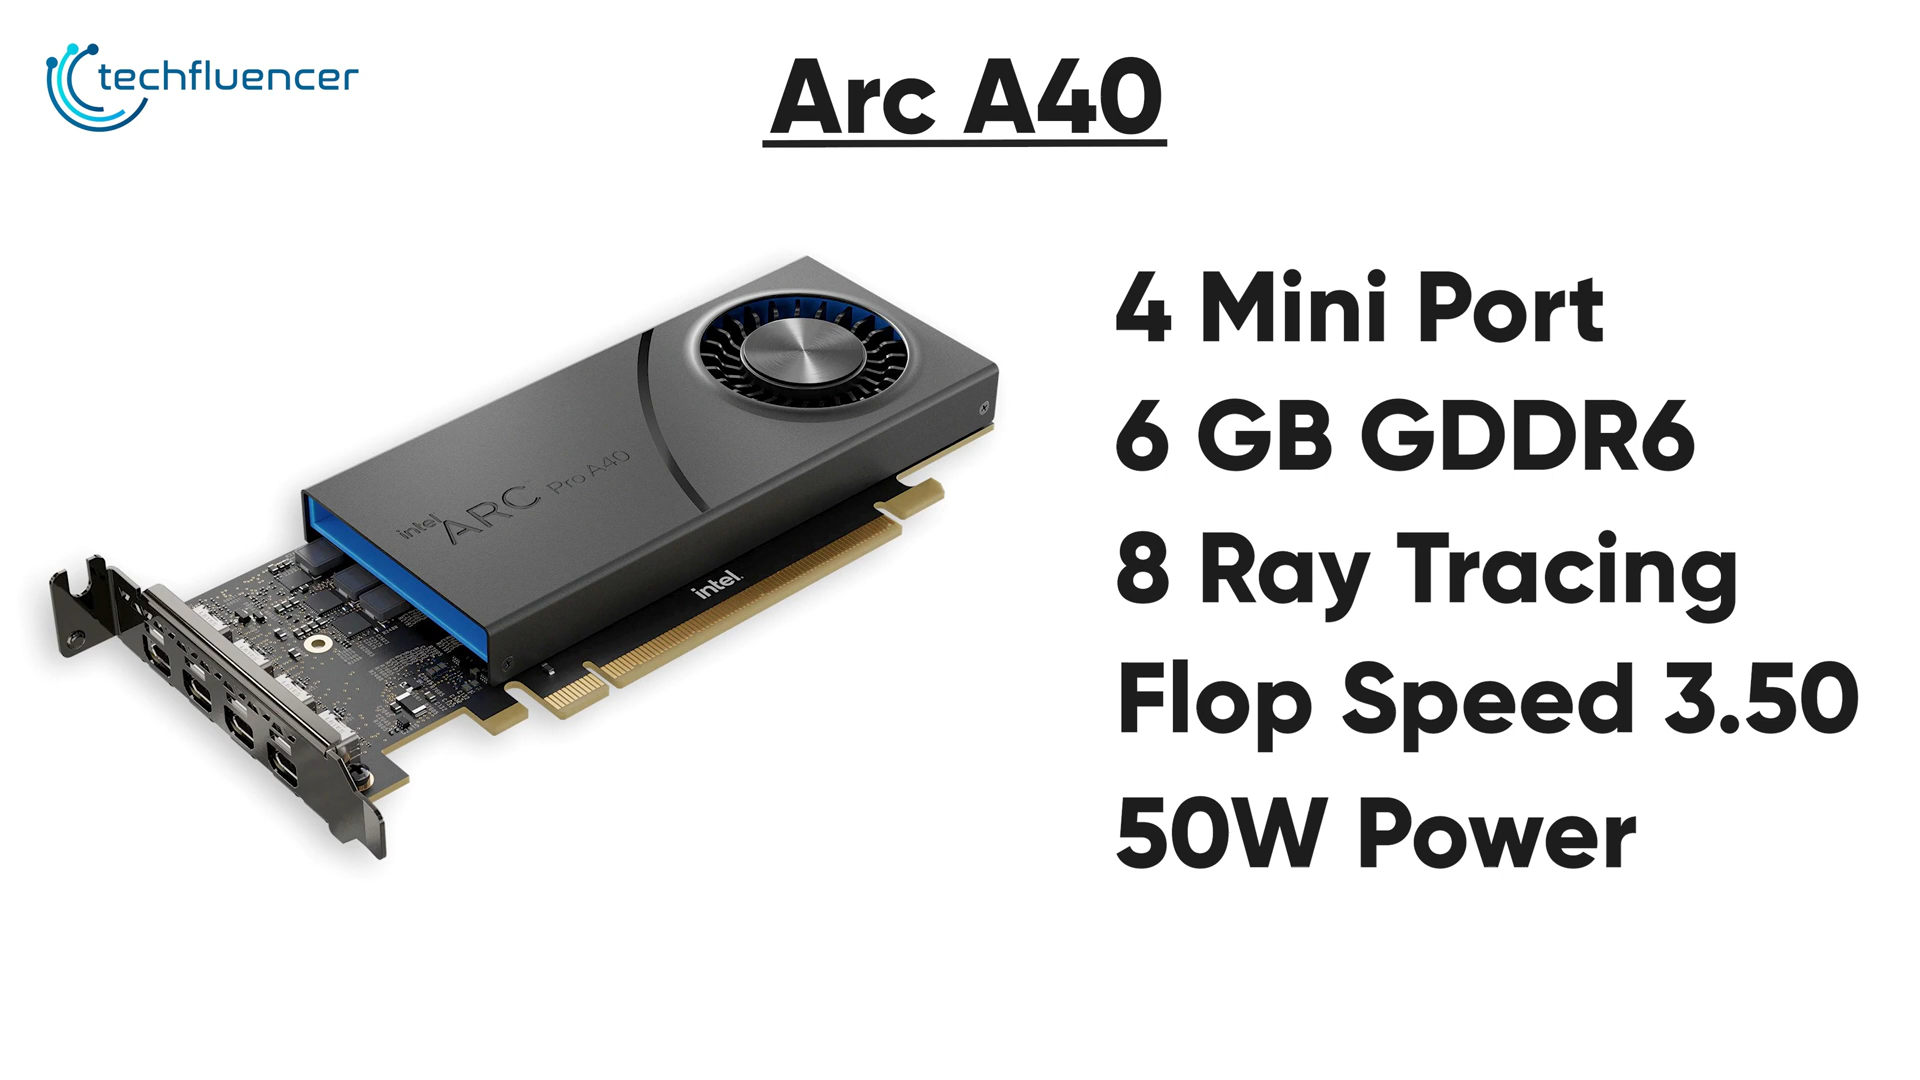 techfluencer
Arc A40
4 Mini Port
6 GB GDDR6
8 Ray Tracing
Flop Speed 3.50
50W Power
intel ARC Pro A40
intel.